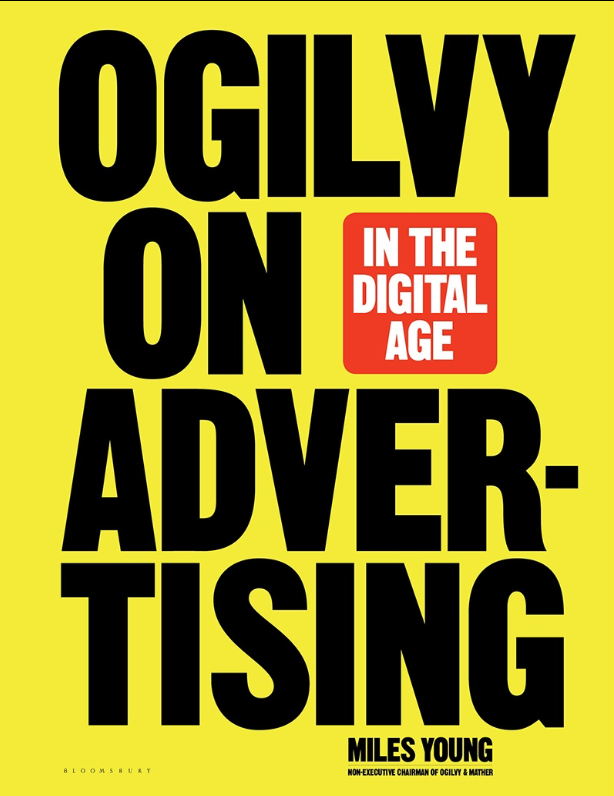 OGILVY
ON
IN THE
DIGITAL
AGE
ADVER-
TISING
MILES YOUNG
NON-EXECUTIVE CHAIRMAN OF OGILVY & MATHER
BLOOMSBURY